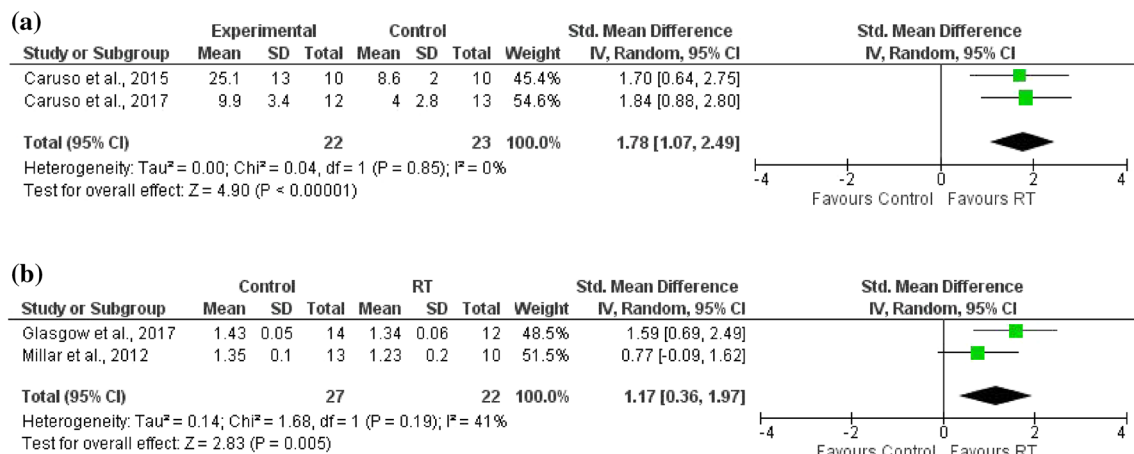 (a)
Experimental Control Std. Mean Difference Std. Mean Difference
Study or Subgroup Mean SD Total Mean SD Total Weight IV, Random, 95% CI IV, Random, 95% CI
Caruso et al., 2015 25.1 13 10 8.6 2 10 45.4% 1.70 [0.64, 2.75]
Caruso et al., 2017 9.9 3.4 12 4 2.8 13 54.6% 1.84 [0.88, 2.80]
Total (95% CI) 22 23 100.0% 1.78 [1.07, 2.49]
Heterogeneity: Tau² = 0.00; Chi² = 0.04, df = 1 (P = 0.85); I² = 0%
Test for overall effect: Z = 4.90 (P < 0.00001)
-4 -2 0 2 4
Favours Control Favours RT
(b)
Control RT Std. Mean Difference Std. Mean Difference
Study or Subgroup Mean SD Total Mean SD Total Weight IV, Random, 95% CI IV, Random, 95% CI
Glasgow et al., 2017 1.43 0.05 14 1.34 0.06 12 48.5% 1.59 [0.69, 2.49]
Millar et al., 2012 1.35 0.1 13 1.23 0.2 10 51.5% 0.77 [-0.09, 1.62]
Total (95% CI) 27 22 100.0% 1.17 [0.36, 1.97]
Heterogeneity: Tau² = 0.14; Chi² = 1.68, df = 1 (P = 0.19); I² = 41%
Test for overall effect: Z = 2.83 (P = 0.005)
-4 -2 0 2 4
Favours Control Favours RT